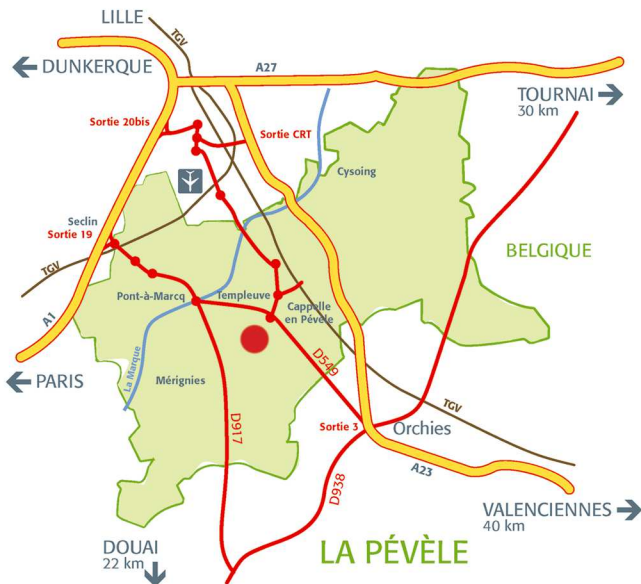 LILLE
TGV
DUNKERQUE
A27
TOURNAI
30 km
Sortie 20bis
Sortie CRT
Cysoing
Seclin
Sortie 19
BELGIQUE
TGV
Pont-à-Marcq
Templeuve
Cappelle
en Pévèle
A1
La Marque
D549
PARIS
Mérignies
TGV
D917
Sortie 3
Orchies
A23
D938
VALENCIENNES
40 km
DOUAI
22 km
LA PÉVÈLE